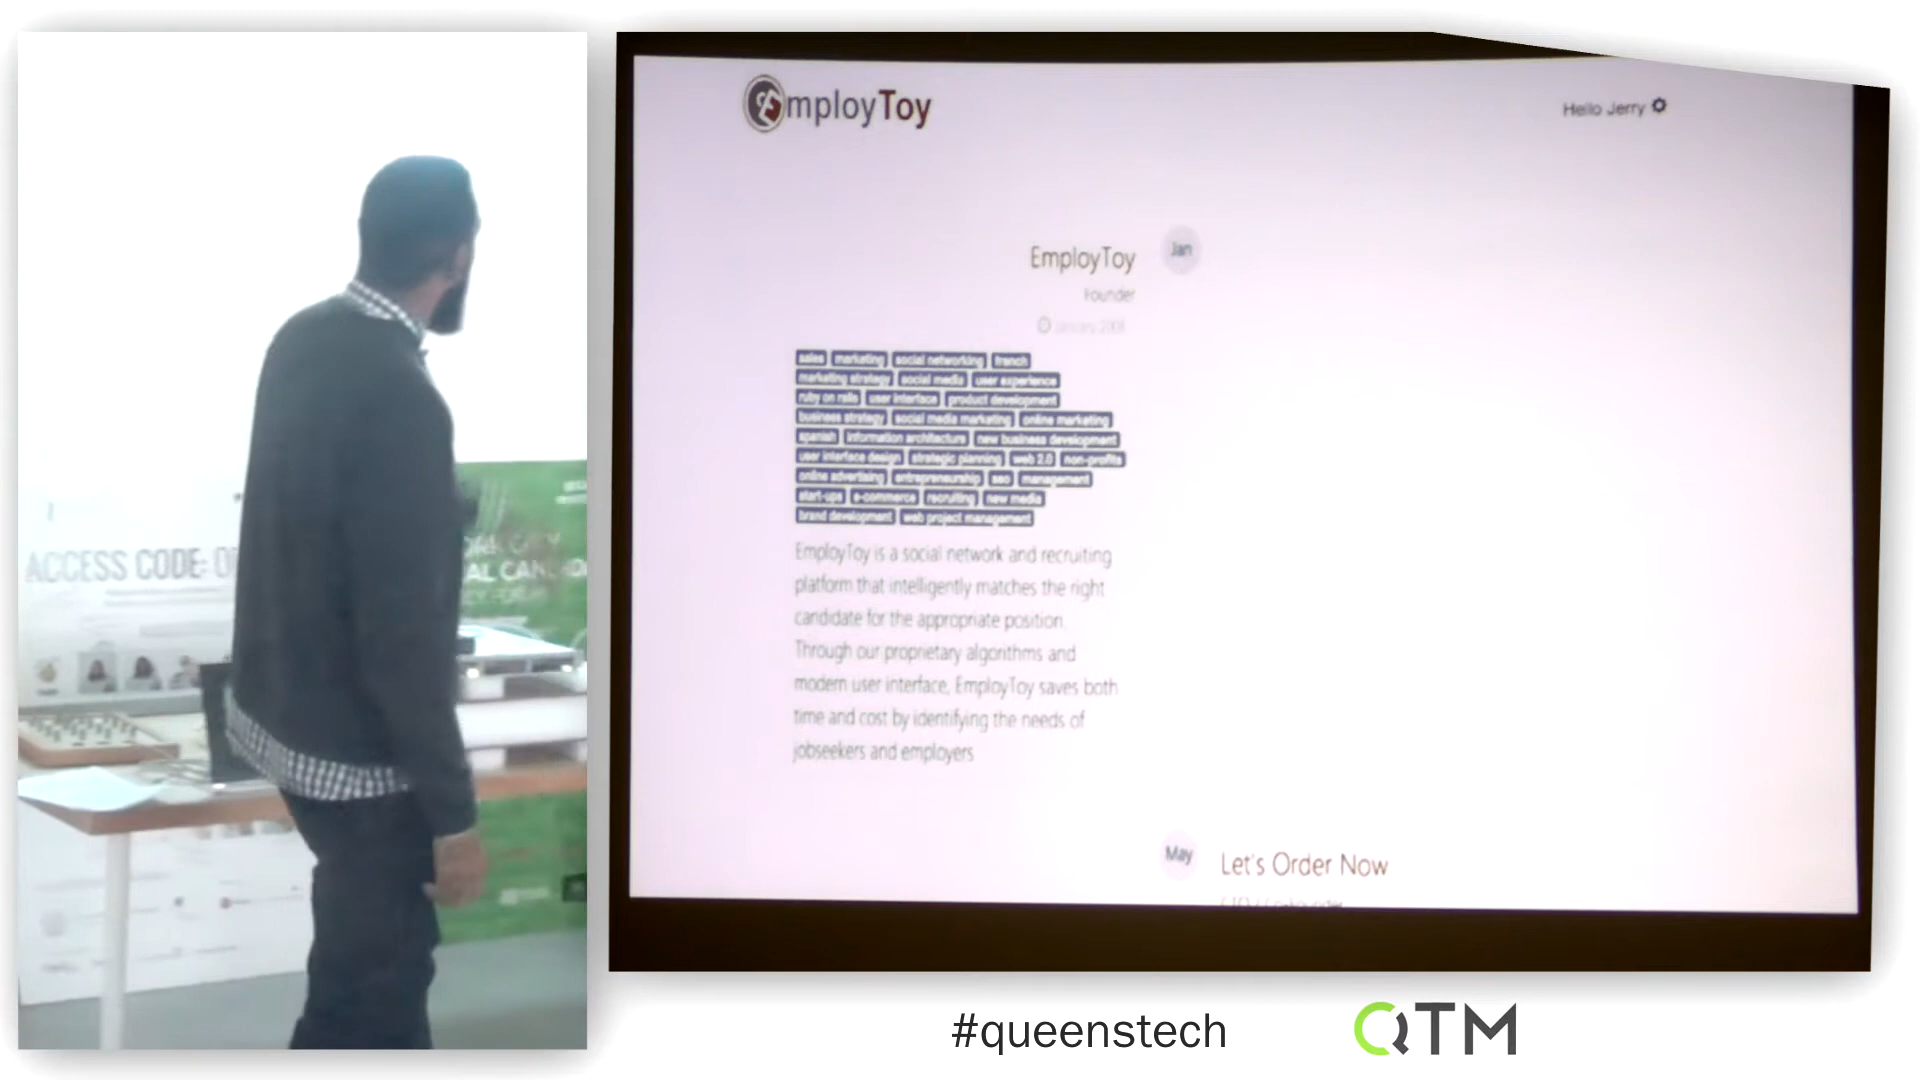 EmployToy
Hello Jerry
EmployToy
Jan
Founder
January 2008
sales marketing social networking french
marketing strategy social media user experience
ruby on rails user interface product development
business strategy social media marketing online marketing
spanish information architecture new business development
user interface design strategic planning web 2.0 non-profits
online advertising entrepreneurship seo management
start-ups e-commerce recruiting new media
brand development web project management
EmployToy is a social network and recruiting
platform that intelligently matches the right
candidate for the appropriate position.
Through our proprietary algorithms and
modern user interface, EmployToy saves both
time and cost by identifying the needs of
jobseekers and employers
May
Let's Order Now
ACCESS CODE:
#queenstech
QTM